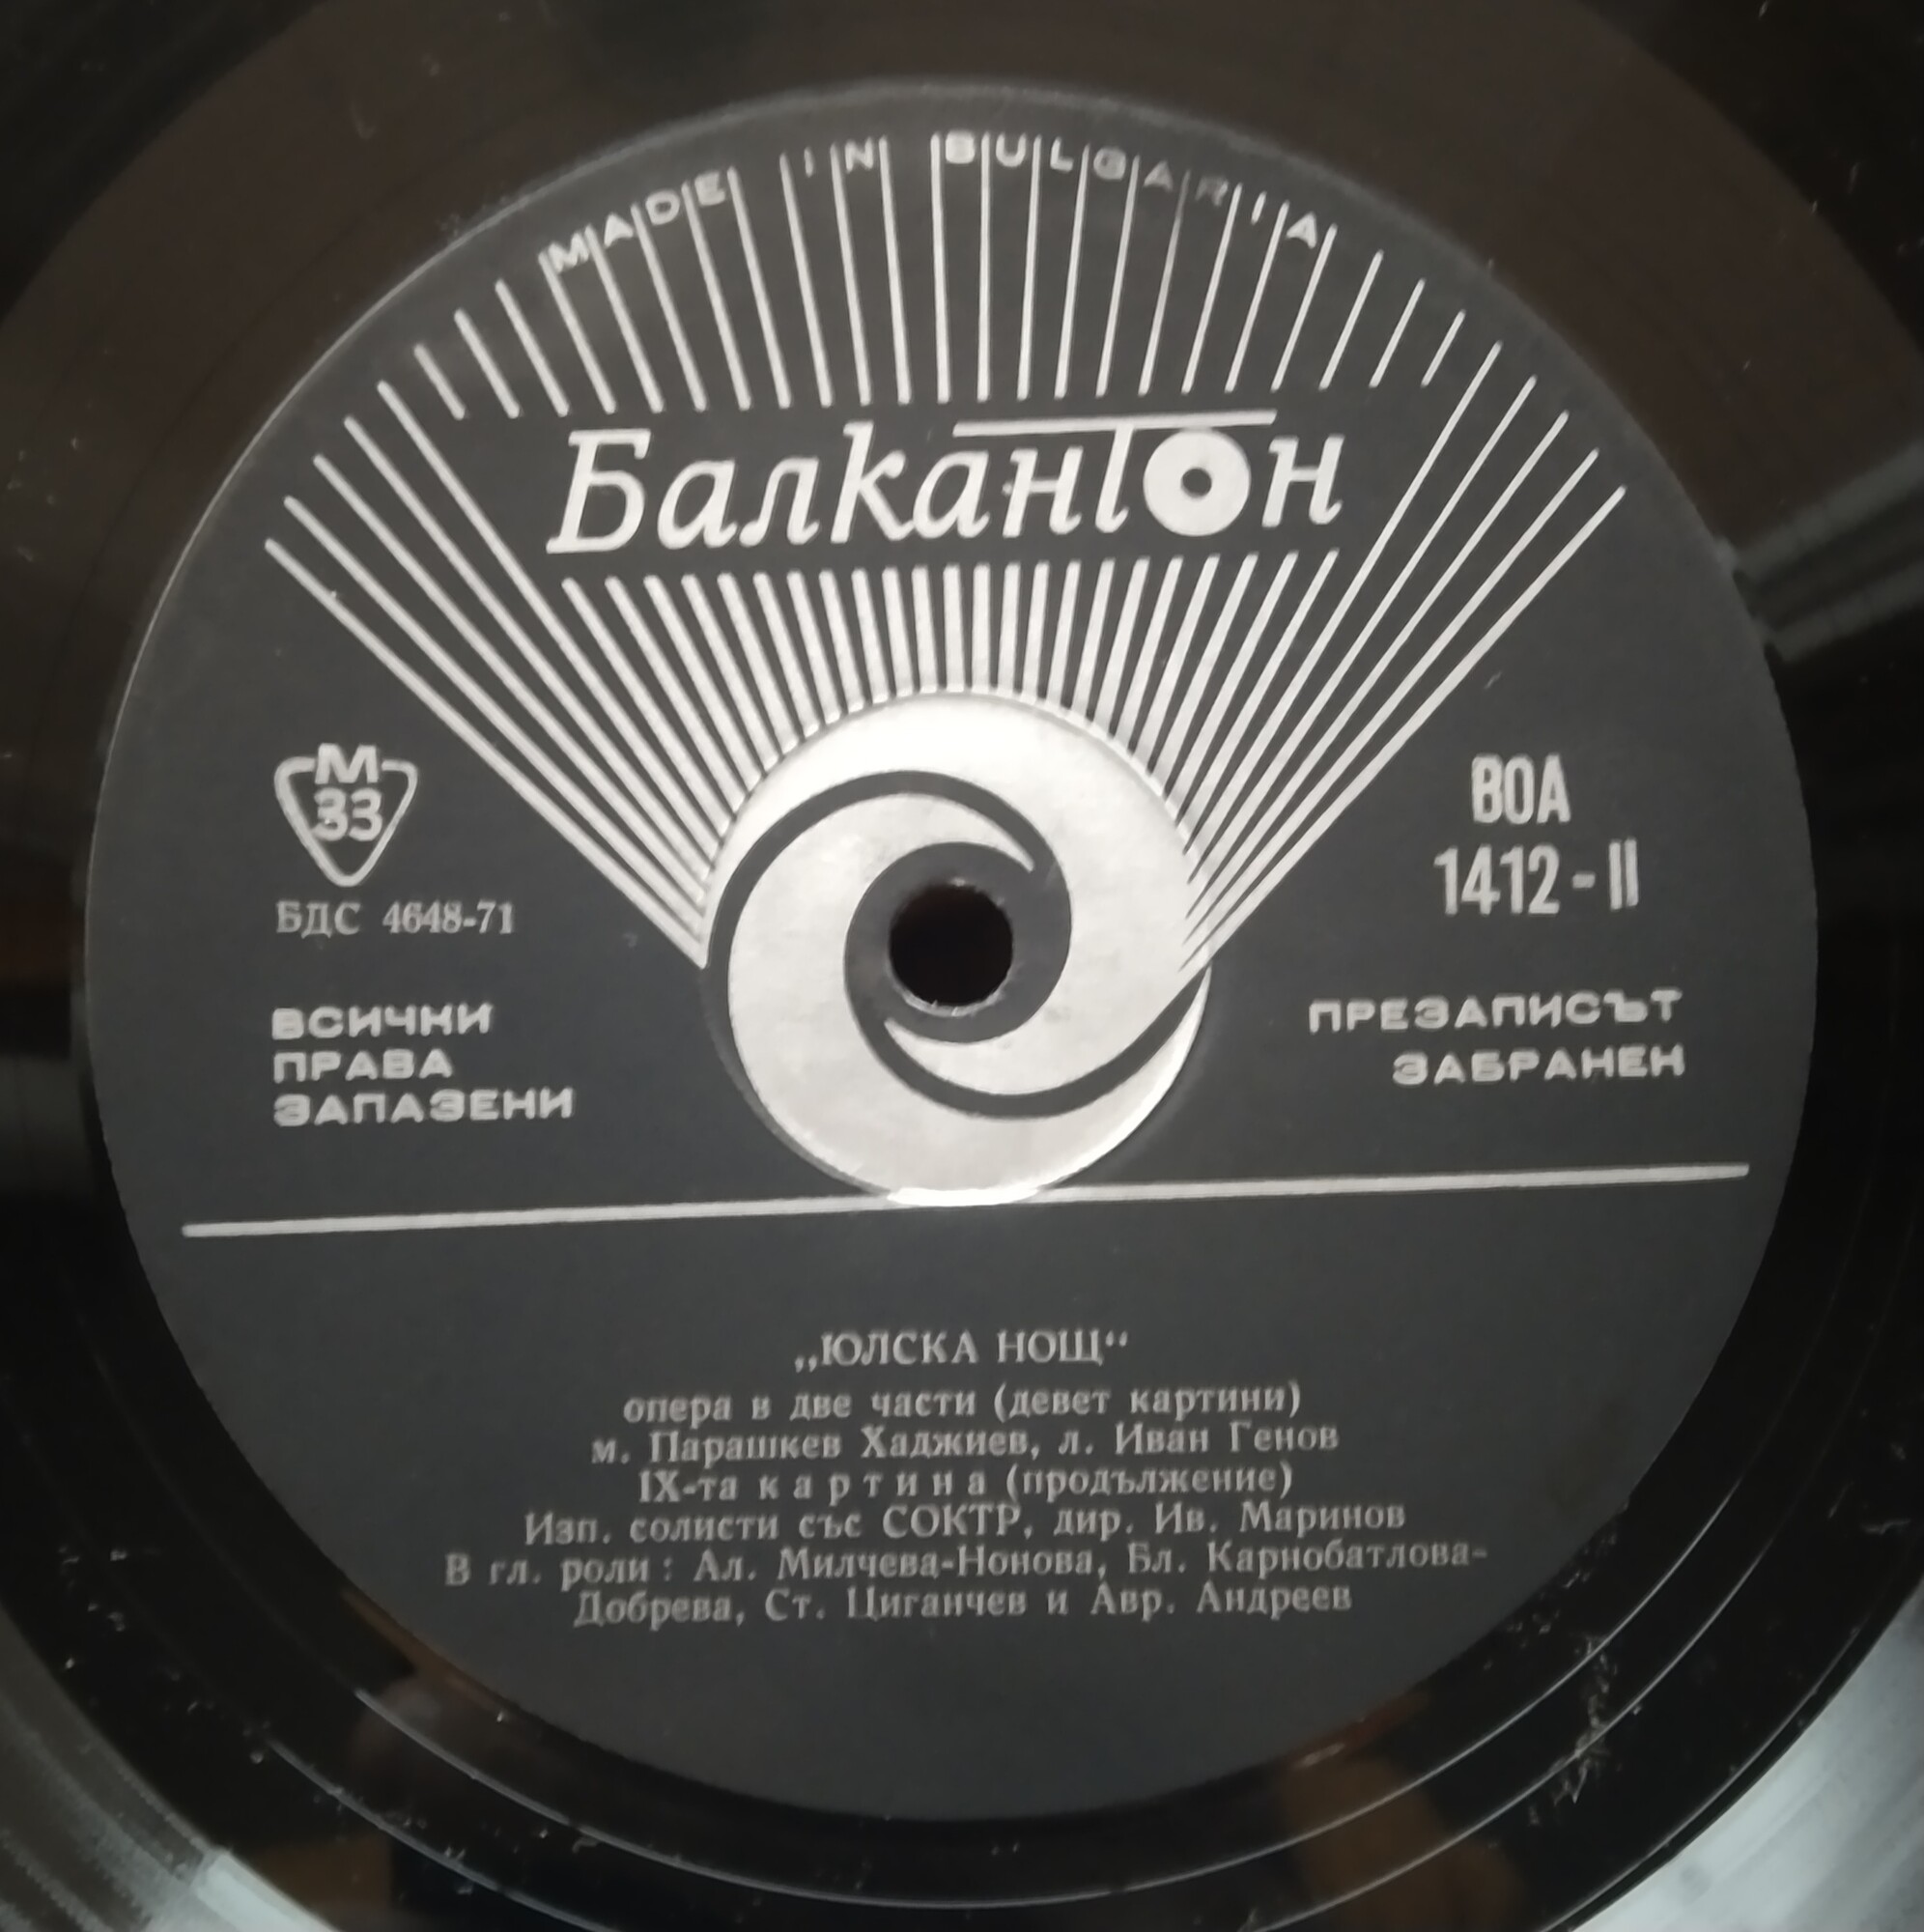 MADE IN BULGARIA
Балкантон
М
33
БДС 4648-71
ВОА
1412-II
ВСИЧКИ
ПРАВА
ЗАПАЗЕНИ
ПРЕЗАПИСЪТ
ЗАБРАНЕН
„ЮЛСКА НОЩ“
опера в две части (девет картини)
м. Парашкев Хаджиев, л. Иван Генов
IX-та картина (продължение)
Изп. солисти със СОКТР, дир. Ив. Маринов
В гл. роли: Ал. Милчева-Нонова, Бл. Карнобатлова-
Добрева, Ст. Циганчев и Авр. Андреев